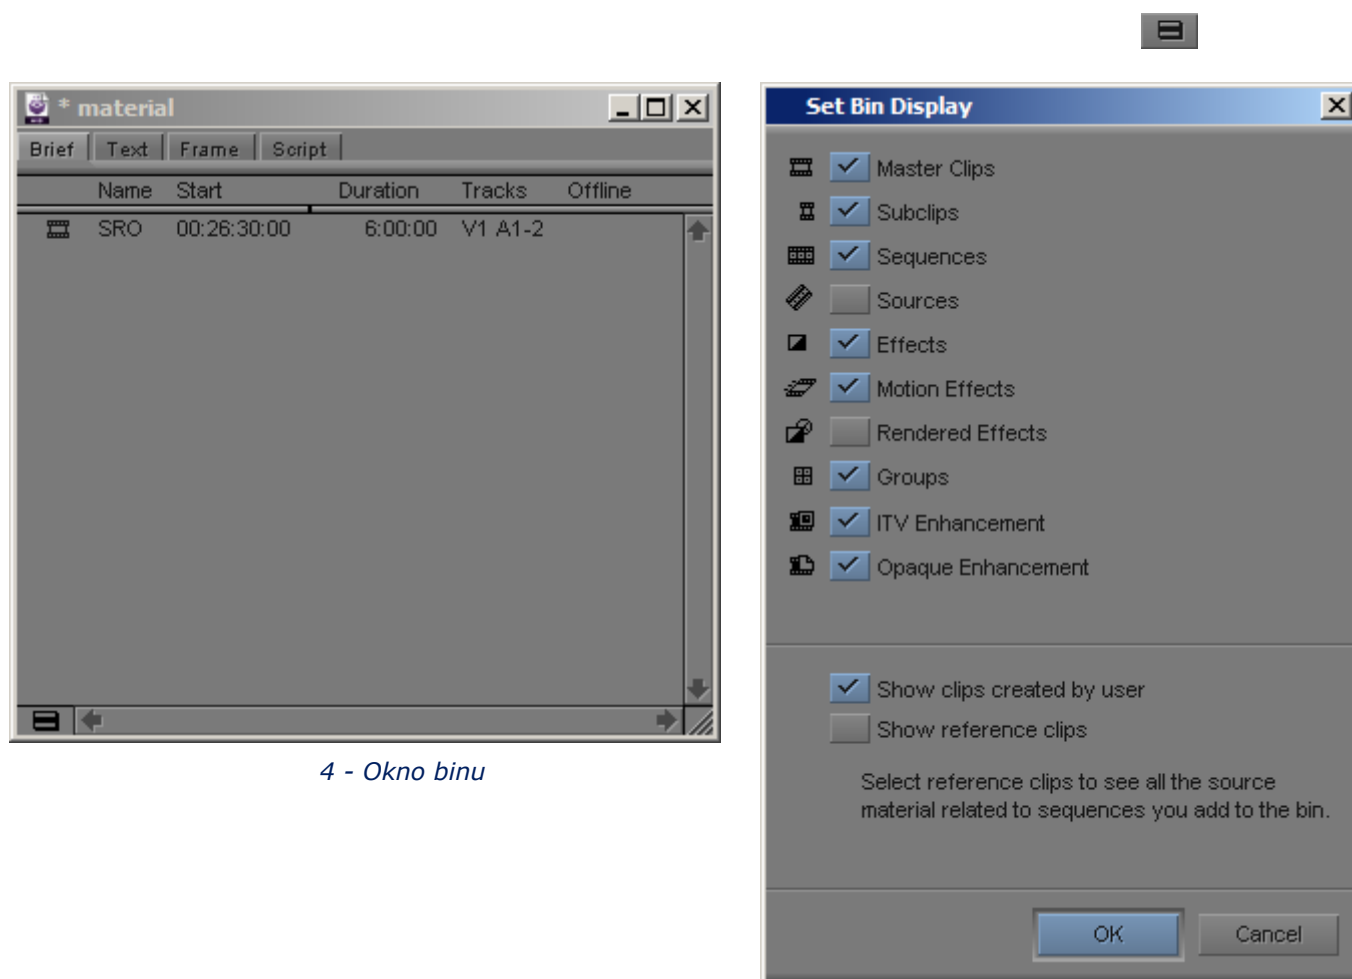 * material
Brief Text Frame Script
Name Start Duration Tracks Offline
SRO 00:26:30:00 6:00:00 V1 A1-2
4 - Okno binu
Set Bin Display
Master Clips
Subclips
Sequences
Sources
Effects
Motion Effects
Rendered Effects
Groups
ITV Enhancement
Opaque Enhancement
Show clips created by user
Show reference clips
Select reference clips to see all the source
material related to sequences you add to the bin.
OK Cancel